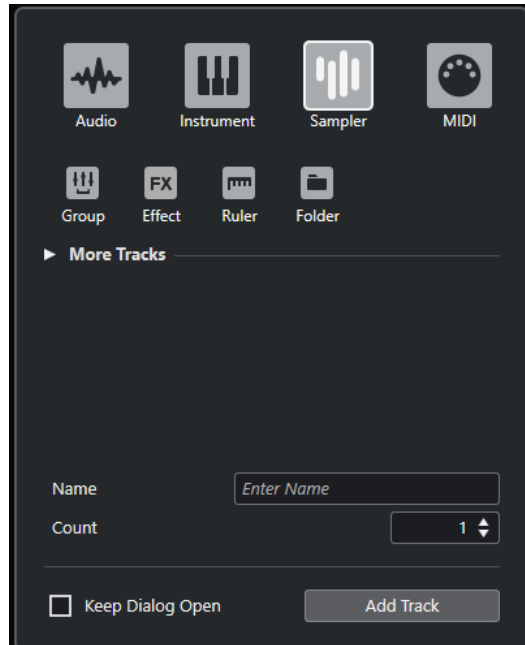 Audio Instrument Sampler MIDI
FX
Group Effect Ruler Folder
More Tracks
Name Enter Name
Count 1
Keep Dialog Open Add Track